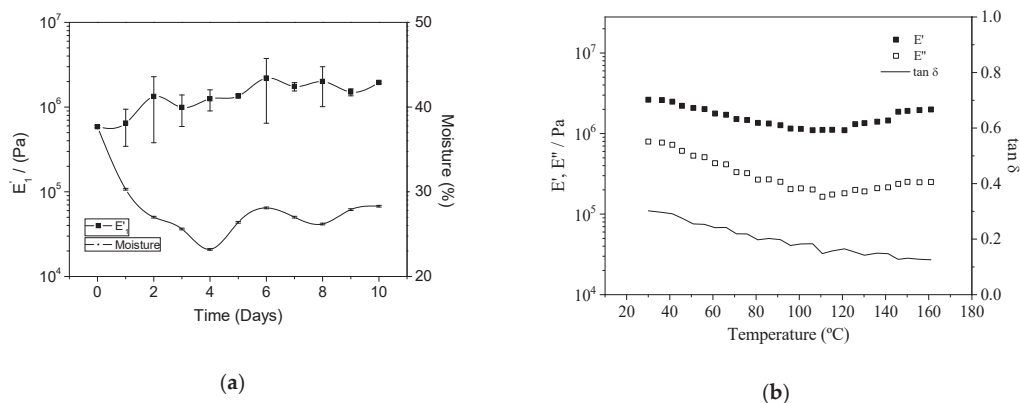 10⁷
10⁶
10⁵
10⁴
E'₁ / (Pa)
50
40
30
20
Moisture (%)
E'₁
Moisture
0 2 4 6 8 10
Time (Days)
(a)
10⁷
10⁶
10⁵
10⁴
E', E'' / Pa
E'
E''
tan δ
1.0
0.8
0.6
0.4
0.2
0.0
tan δ
20 40 60 80 100 120 140 160 180
Temperature (ºC)
(b)